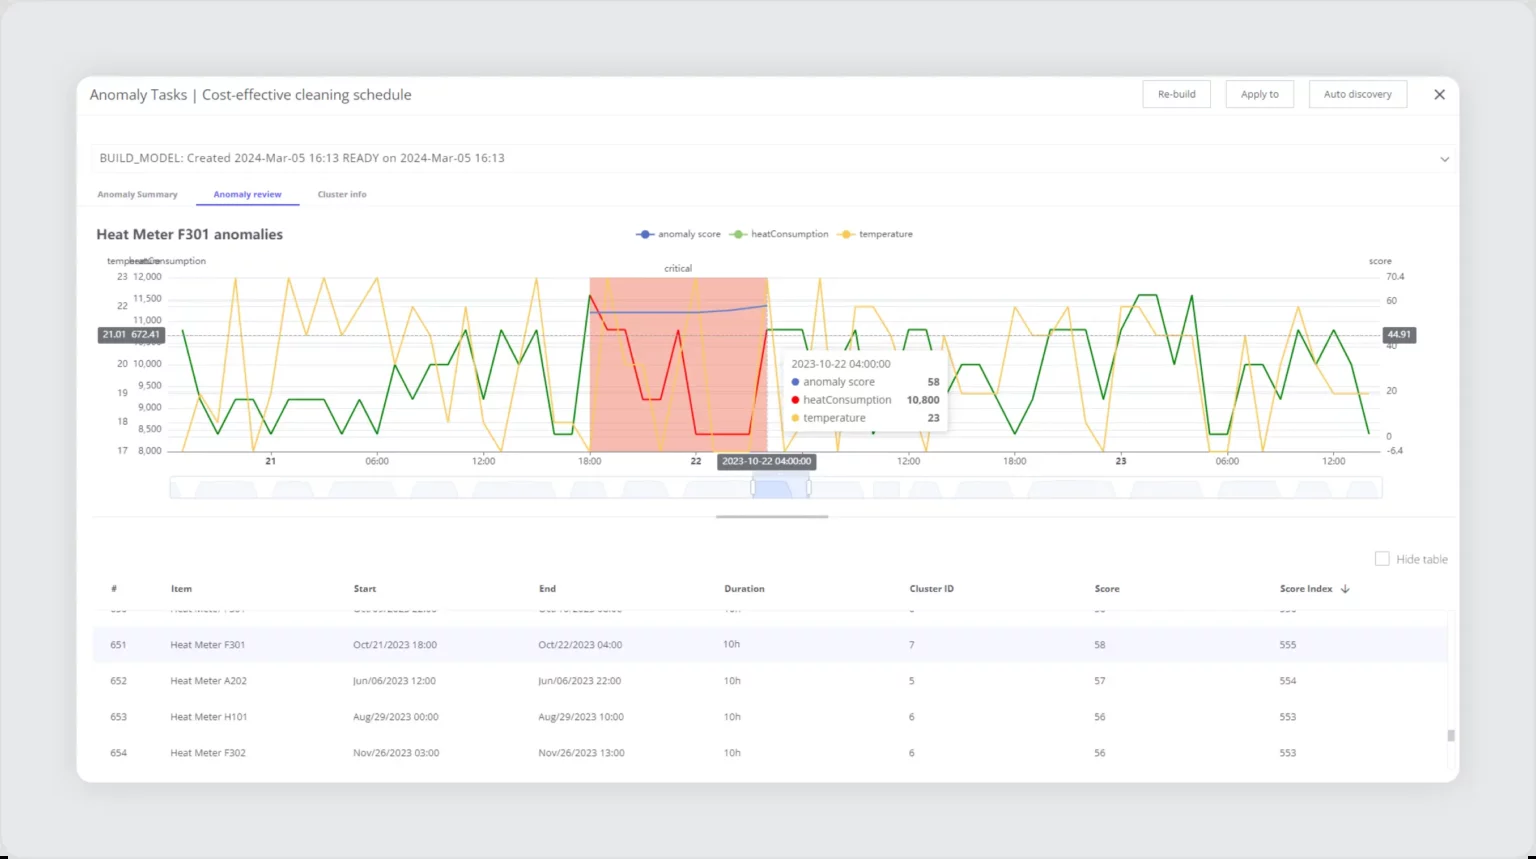 Anomaly Tasks | Cost-effective cleaning schedule
Re-build
Apply to
Auto discovery
BUILD_MODEL: Created 2024-Mar-05 16:13 READY on 2024-Mar-05 16:13
Anomaly Summary
Anomaly review
Cluster info
Heat Meter F301 anomalies
anomaly score
heatConsumption
temperature
critical
score
23 12,000
70.4
11,500
60
22
11,000
21.01 672.41
44.91
40
20 10,000
9,500
20
19
9,000
18
8,500
0
17 8,000
-6.4
2023-10-22 04:00:00
anomaly score 58
heatConsumption 10,800
temperature 23
21
06:00
12:00
18:00
22
2023-10-22 04:00:00
12:00
18:00
23
06:00
12:00
Hide table
# Item Start End Duration Cluster ID Score Score Index
651 Heat Meter F301 Oct/21/2023 18:00 Oct/22/2023 04:00 10h 7 58 555
652 Heat Meter A202 Jun/06/2023 12:00 Jun/06/2023 22:00 10h 5 57 554
653 Heat Meter H101 Aug/29/2023 00:00 Aug/29/2023 10:00 10h 6 56 553
654 Heat Meter F302 Nov/26/2023 03:00 Nov/26/2023 13:00 10h 6 56 553